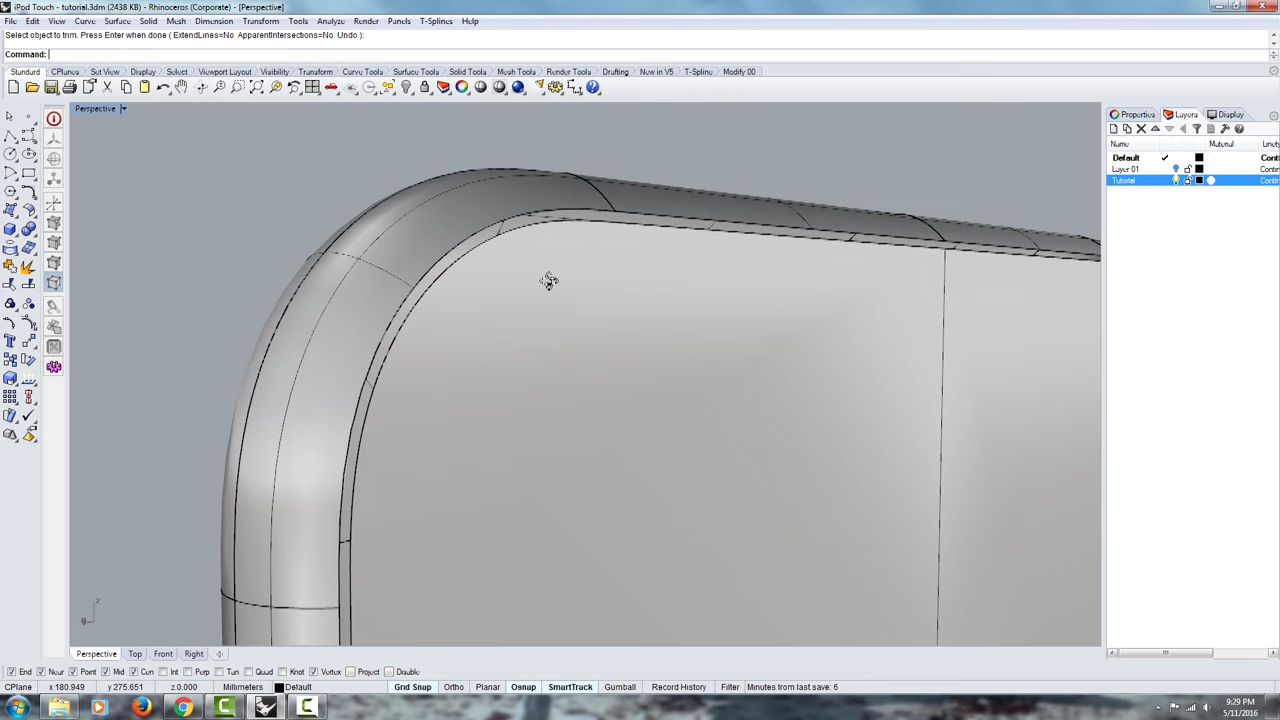 iPod Touch - tutorial.3dm (2438 KB) - Rhinoceros (Corporate) - [Perspective]
File Edit View Curve Surface Solid Mesh Dimension Transform Tools Analyze Render Panels T-Splines Help
Select object to trim. Press Enter when done ( ExtendLines=No ApparentIntersections=No Undo ):
Command:
Standard CPlanes Set View Display Select Viewport Layout Visibility Transform Curve Tools Surface Tools Solid Tools Mesh Tools Render Tools Drafting New in V5 T-Spline Modify 00
Perspective
Properties Layers Display
Name Material Linety
Default Conti
Layer 01 Contin
Tutorial Contin
z
Perspective Top Front Right
End Near Point Mid Cen Int Perp Tan Quad Knot Vertex Project Disable
CPlane x 180.949 y 275.651 z 0.000 Millimeters Default Grid Snap Ortho Planar Osnap SmartTrack Gumball Record History Filter Minutes from last save: 6
9:29 PM
5/11/2016